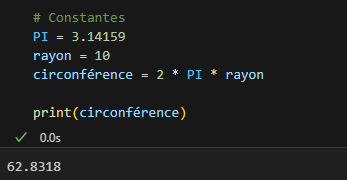 # Constantes
PI = 3.14159
rayon = 10
circonférence = 2 * PI * rayon
print(circonférence)
0.0s
62.8318